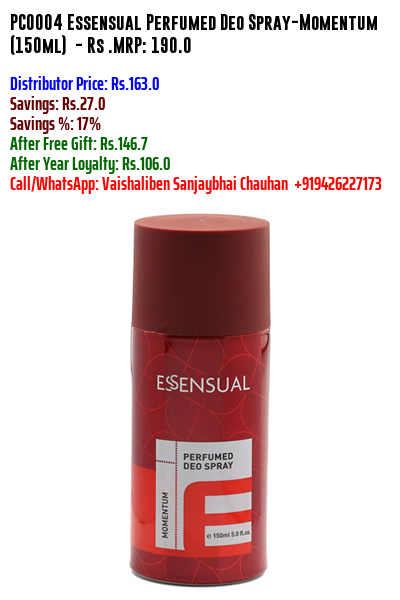 PC0004 Essensual Perfumed Deo Spray-Momentum
(150ml)  - Rs .MRP: 190.0
Distributor Price: Rs.163.0
Savings: Rs.27.0
Savings %: 17%
After Free Gift: Rs.146.7
After Year Loyalty: Rs.106.0
Call/WhatsApp: Vaishaliben Sanjaybhai Chauhan  +919426227173
ESSENSUAL
PERFUMED
DEO SPRAY
MOMENTUM
e 150ml 5.0 fl.oz.